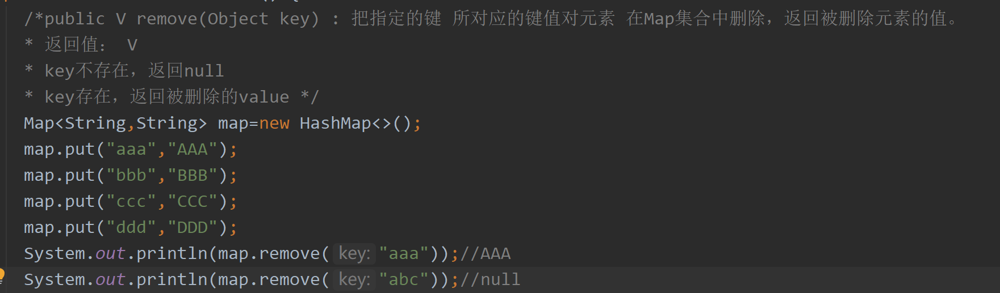 /*public V remove(Object key) : 把指定的键 所对应的键值对元素 在Map集合中删除，返回被删除元素的值。
* 返回值： V
* key不存在，返回null
* key存在，返回被删除的value */
Map<String,String> map=new HashMap<>();
map.put("aaa","AAA");
map.put("bbb","BBB");
map.put("ccc","CCC");
map.put("ddd","DDD");
System.out.println(map.remove( key: "aaa"));//AAA
System.out.println(map.remove( key: "abc"));//null